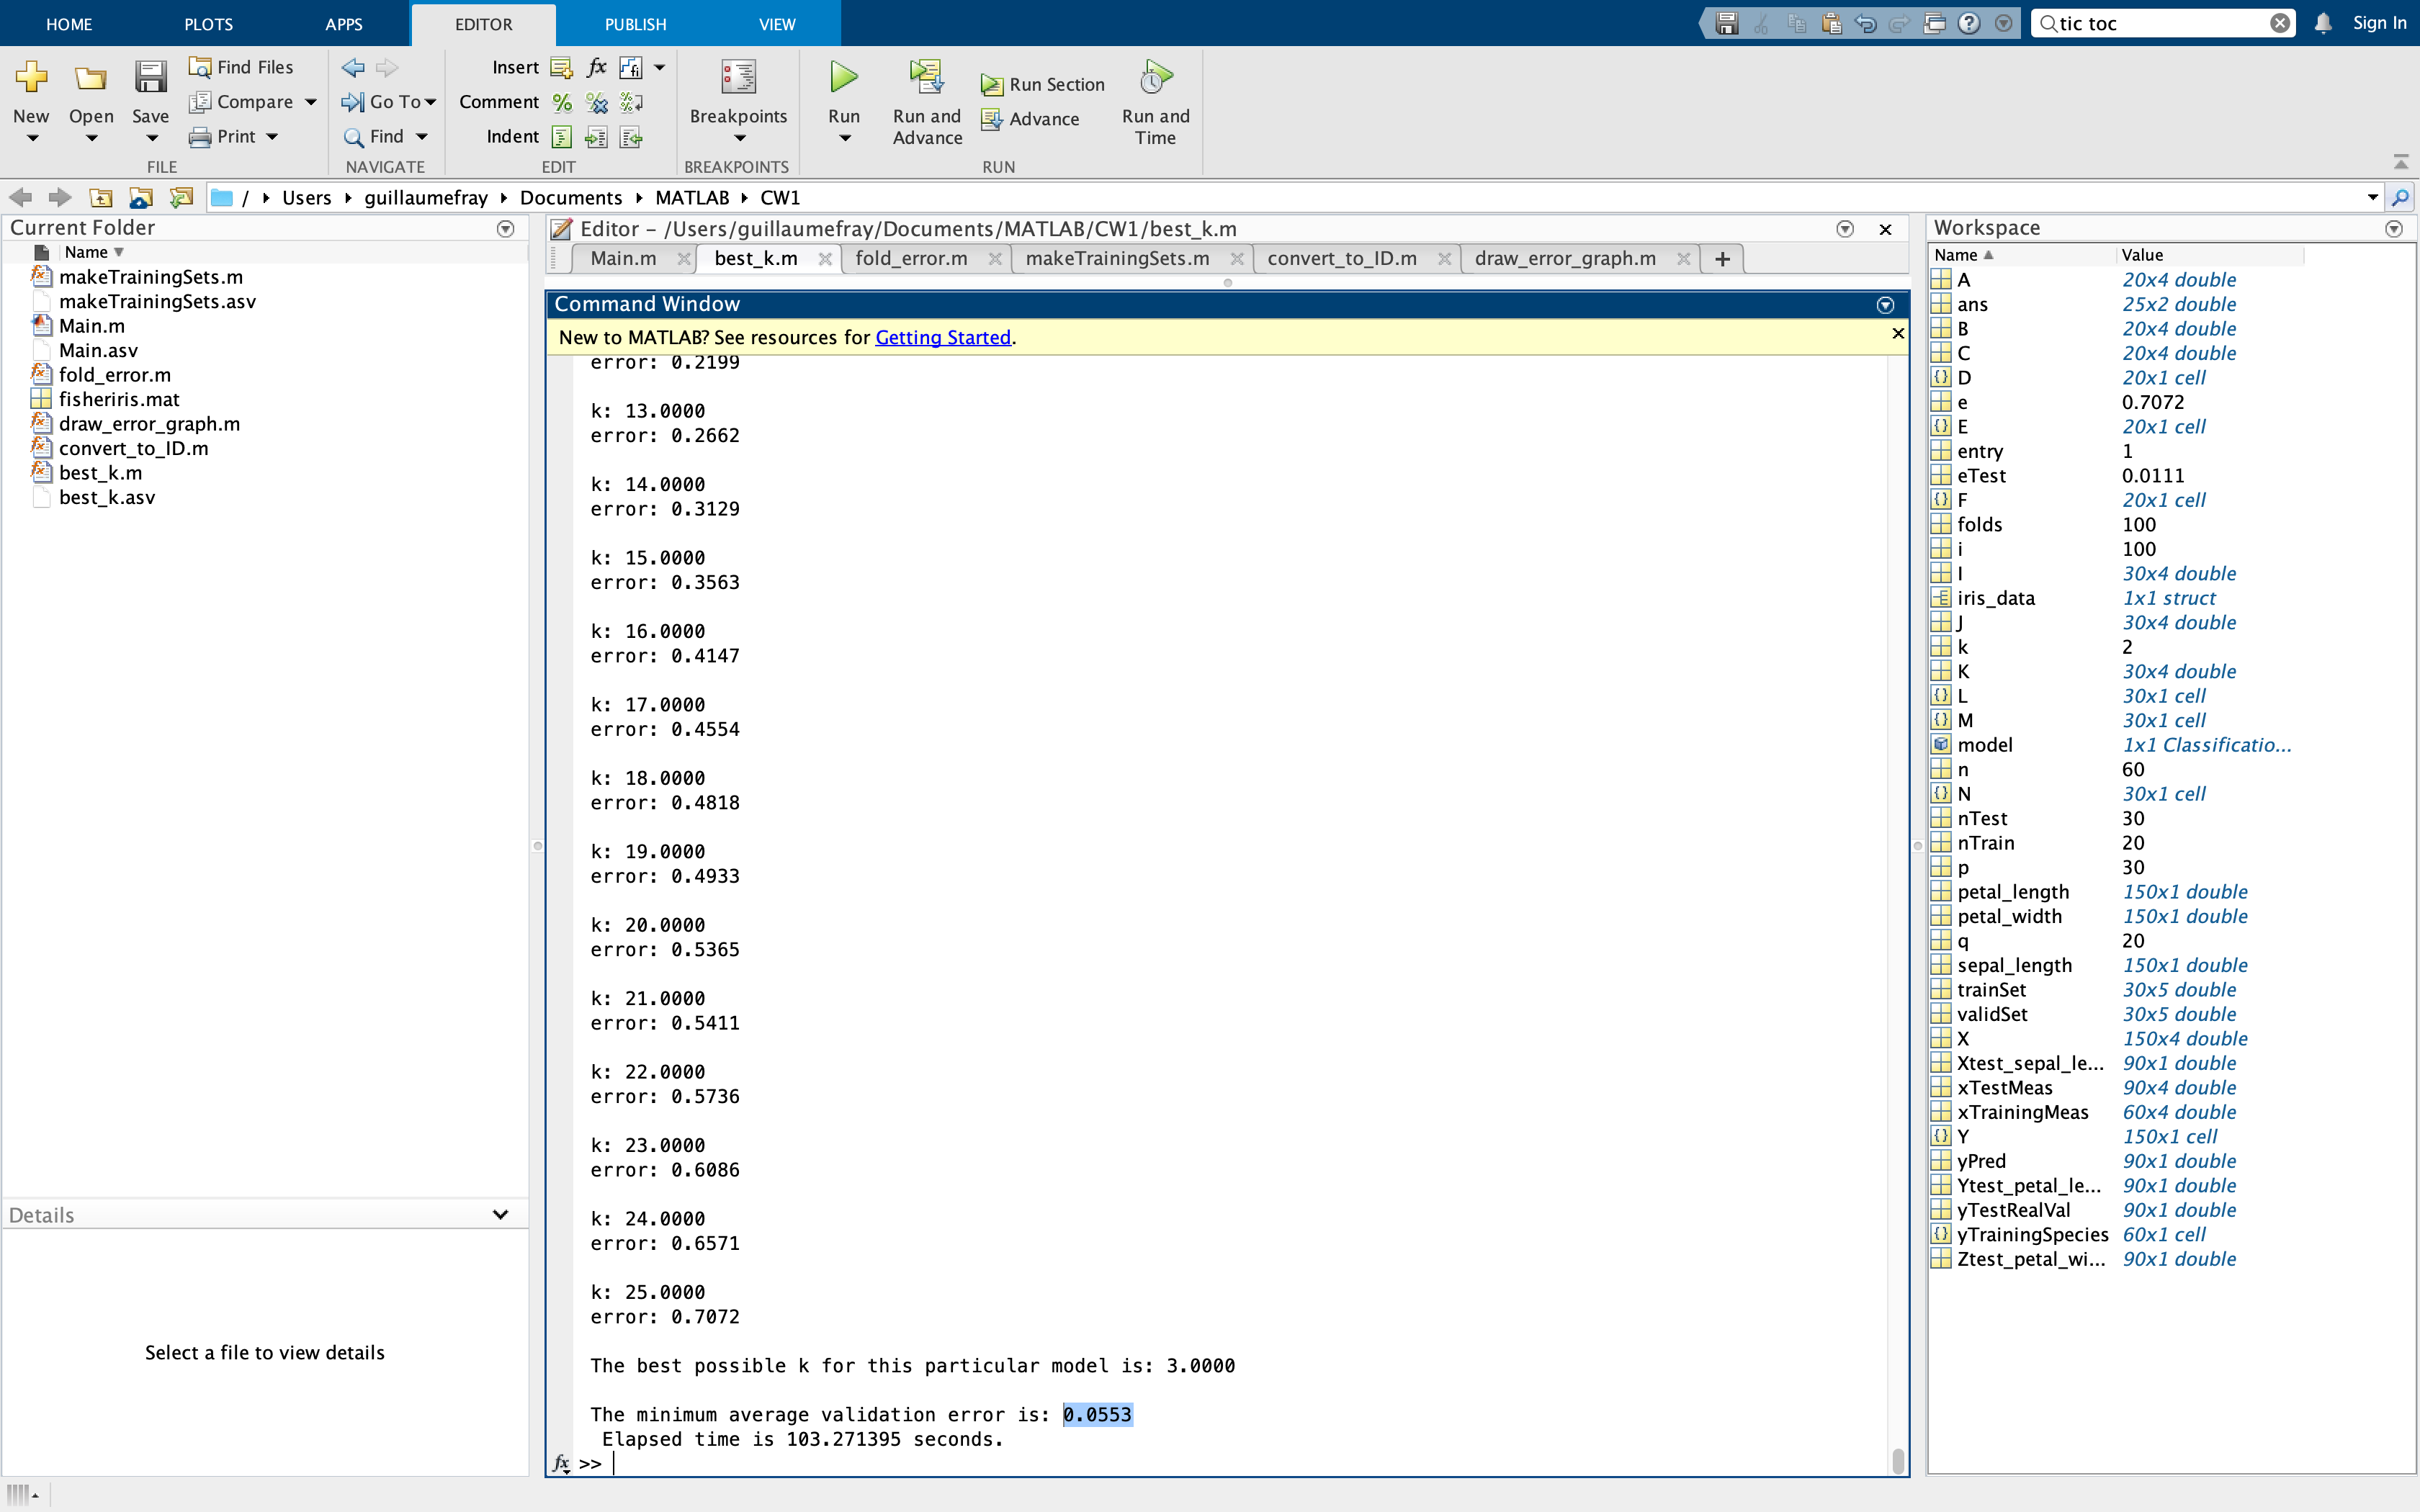 HOME PLOTS APPS EDITOR PUBLISH VIEW tic toc Sign In
New Open Save Find Files Compare Print
FILE
Go To Find
NAVIGATE
Insert fx fi
Comment
Indent
EDIT
Breakpoints
BREAKPOINTS
Run Run and Advance Run Section Advance Run and Time
RUN
/ Users guillaumefray Documents MATLAB CW1
Current Folder
Name
makeTrainingSets.m
makeTrainingSets.asv
Main.m
Main.asv
fold_error.m
fisheriris.mat
draw_error_graph.m
convert_to_ID.m
best_k.m
best_k.asv
Details
Select a file to view details
Editor – /Users/guillaumefray/Documents/MATLAB/CW1/best_k.m
Main.m best_k.m fold_error.m makeTrainingSets.m convert_to_ID.m draw_error_graph.m +
Command Window
New to MATLAB? See resources for Getting Started.
error: 0.2199
k: 13.0000
error: 0.2662
k: 14.0000
error: 0.3129
k: 15.0000
error: 0.3563
k: 16.0000
error: 0.4147
k: 17.0000
error: 0.4554
k: 18.0000
error: 0.4818
k: 19.0000
error: 0.4933
k: 20.0000
error: 0.5365
k: 21.0000
error: 0.5411
k: 22.0000
error: 0.5736
k: 23.0000
error: 0.6086
k: 24.0000
error: 0.6571
k: 25.0000
error: 0.7072
The best possible k for this particular model is: 3.0000
The minimum average validation error is: 0.0553
Elapsed time is 103.271395 seconds.
fx >>
Workspace
Name Value
A 20x4 double
ans 25x2 double
B 20x4 double
C 20x4 double
D 20x1 cell
e 0.7072
E 20x1 cell
entry 1
eTest 0.0111
F 20x1 cell
folds 100
i 100
I 30x4 double
iris_data 1x1 struct
J 30x4 double
k 2
K 30x4 double
L 30x1 cell
M 30x1 cell
model 1x1 Classificatio...
n 60
N 30x1 cell
nTest 30
nTrain 20
p 30
petal_length 150x1 double
petal_width 150x1 double
q 20
sepal_length 150x1 double
trainSet 30x5 double
validSet 30x5 double
X 150x4 double
Xtest_sepal_le... 90x1 double
xTestMeas 90x4 double
xTrainingMeas 60x4 double
Y 150x1 cell
yPred 90x1 double
Ytest_petal_le... 90x1 double
yTestRealVal 90x1 double
yTrainingSpecies 60x1 cell
Ztest_petal_wi... 90x1 double